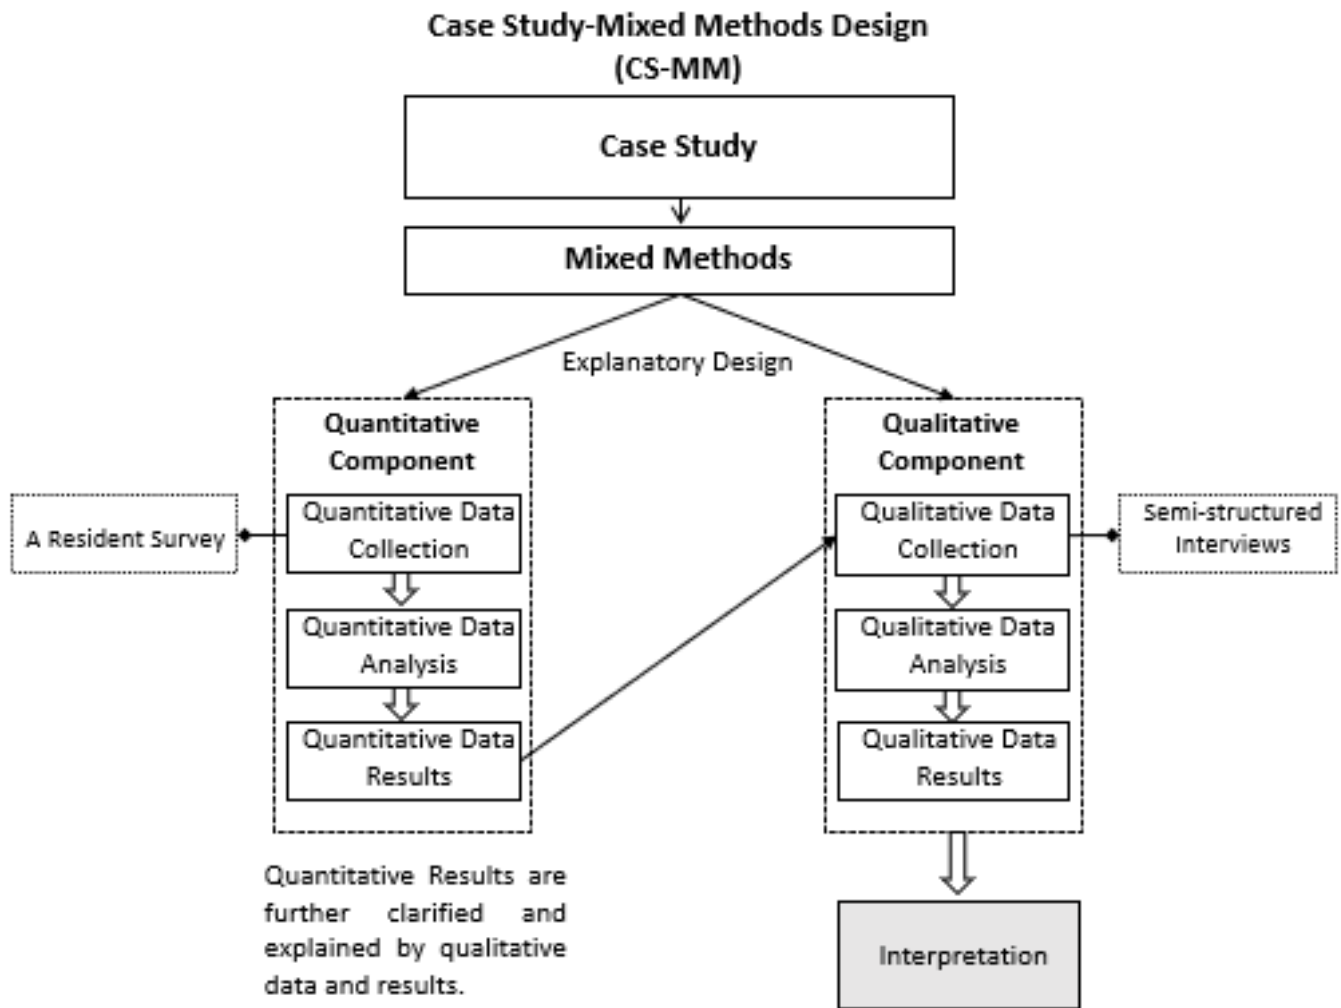 Case Study-Mixed Methods Design
(CS-MM)
Case Study
Mixed Methods
Explanatory Design
Quantitative
Component
Qualitative
Component
A Resident Survey
Quantitative Data
Collection
Qualitative Data
Collection
Semi-structured
Interviews
Quantitative Data
Analysis
Qualitative Data
Analysis
Quantitative Data
Results
Qualitative Data
Results
Quantitative Results are
further clarified and
explained by qualitative
data and results.
Interpretation